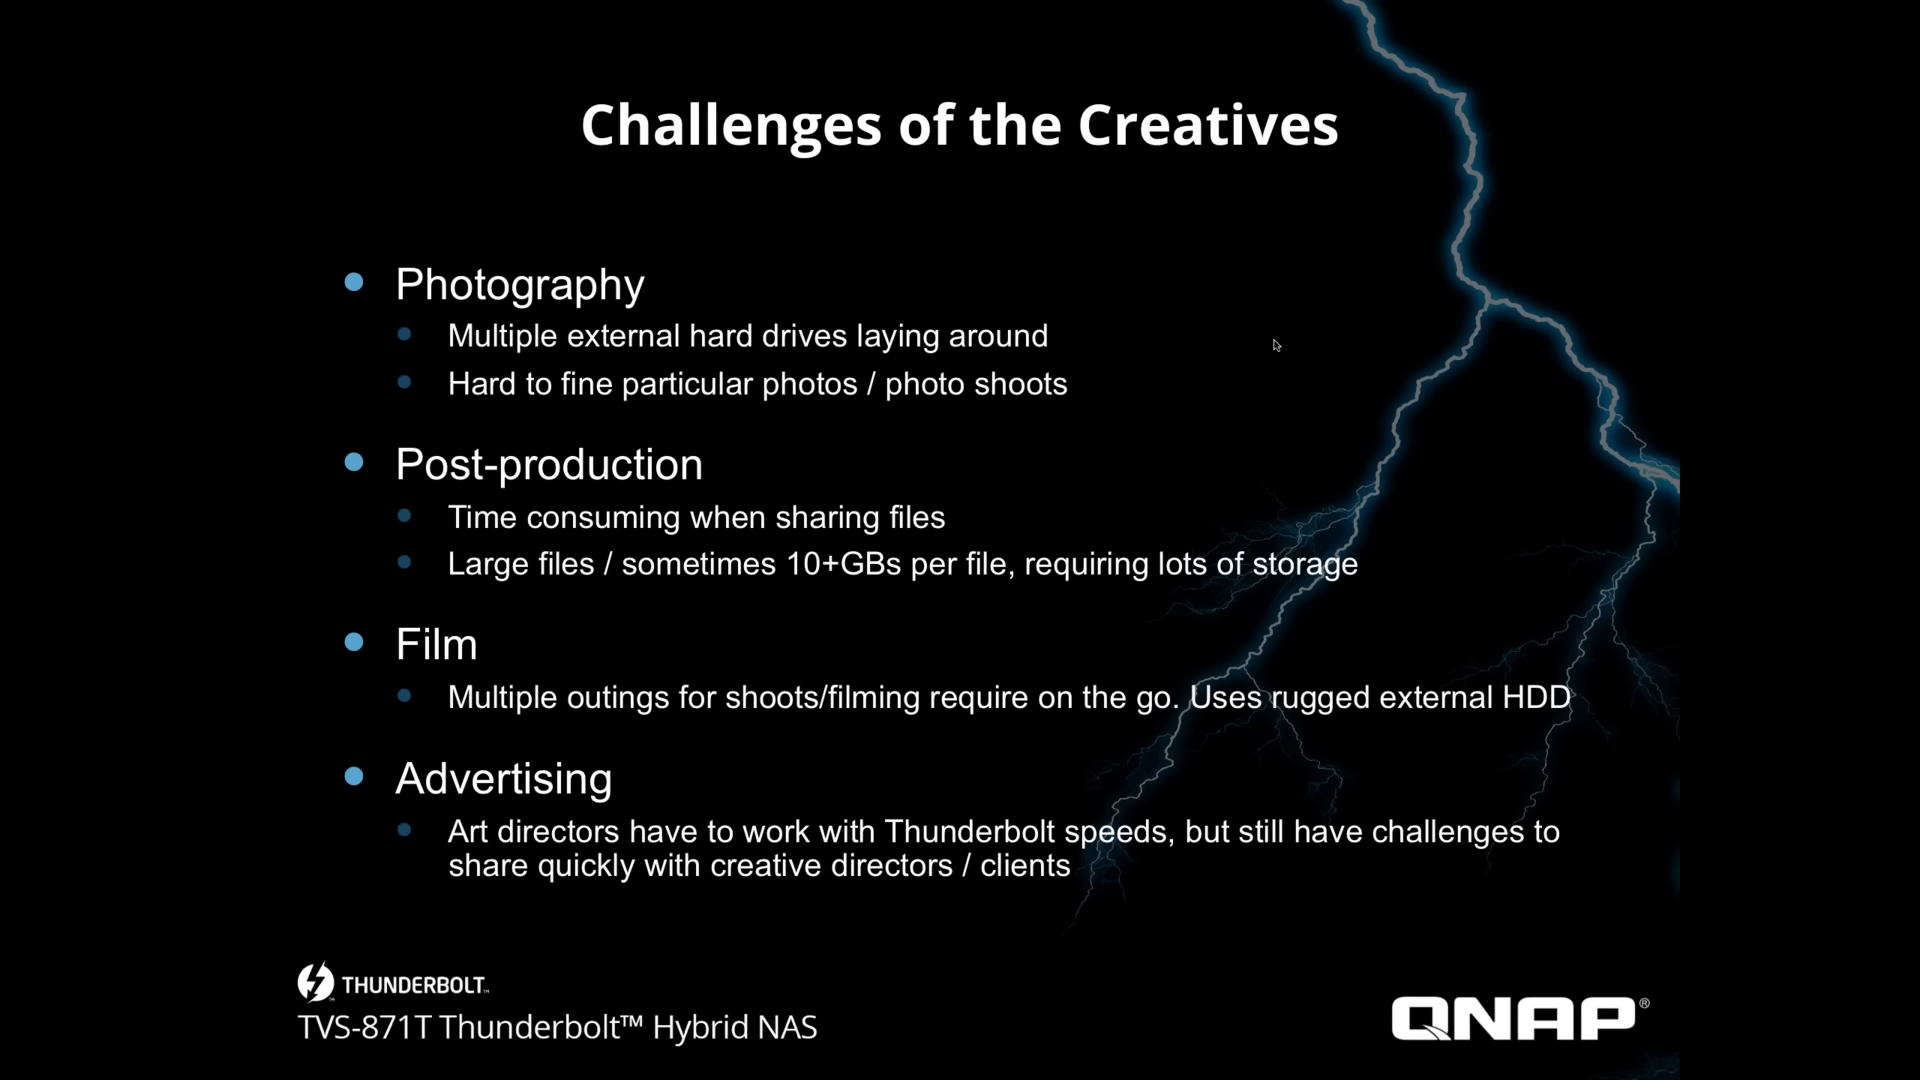 Challenges of the Creatives
Photography
Multiple external hard drives laying around
Hard to fine particular photos / photo shoots
Post-production
Time consuming when sharing files
Large files / sometimes 10+GBs per file, requiring lots of storage
Film
Multiple outings for shoots/filming require on the go. Uses rugged external HDD
Advertising
Art directors have to work with Thunderbolt speeds, but still have challenges to
share quickly with creative directors / clients
THUNDERBOLT™
TVS-871T Thunderbolt™ Hybrid NAS
QNAP®